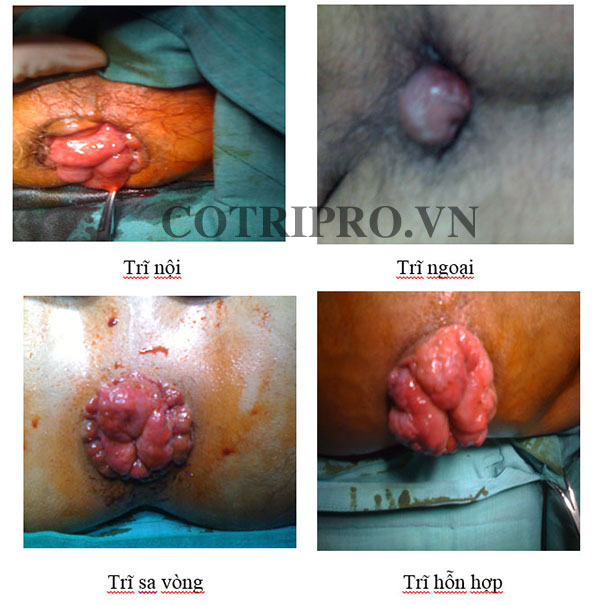 COTRIPRO.VN
Trĩ nội
Trĩ ngoại
Trĩ sa vòng
Trĩ hỗn hợp